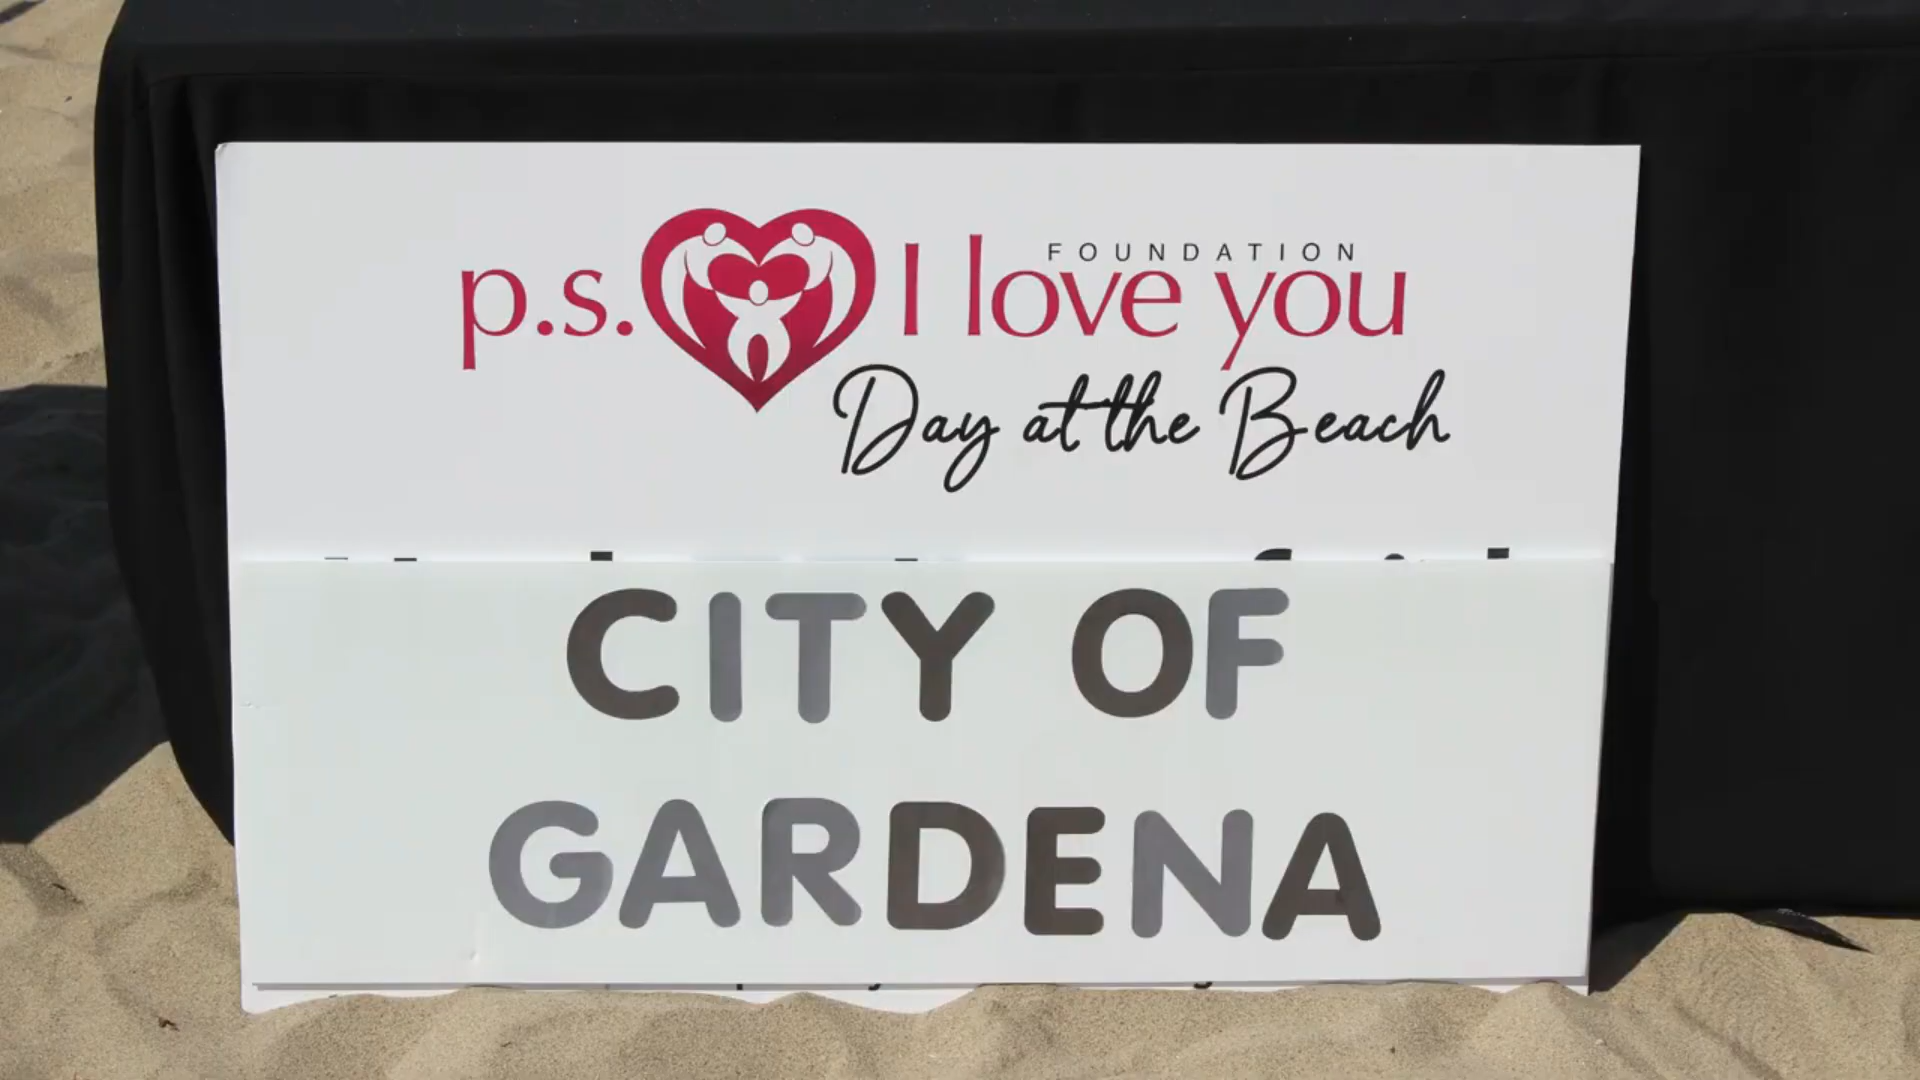 FOUNDATION
p.s. I love you
Day at the Beach
CITY OF
GARDENA